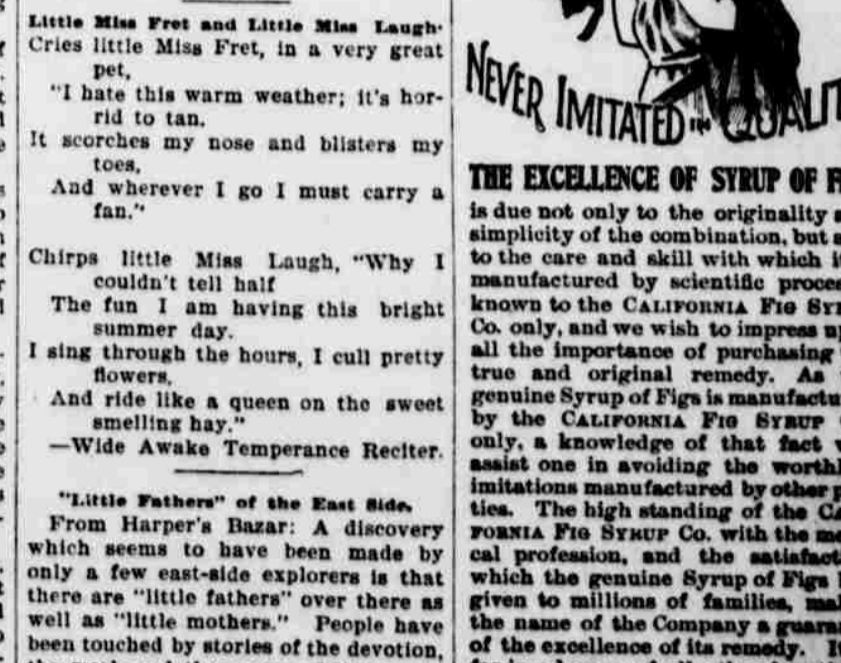 Little Miss Fret and Little Miss Laugh.
Cries little Miss Fret, in a very great
pet,
"I hate this warm weather; it's hor-
rid to tan.
It scorches my nose and blisters my
toes,
And wherever I go I must carry a
fan."
Chirps little Miss Laugh, "Why I
couldn't tell half
The fun I am having this bright
summer day.
I sing through the hours, I cull pretty
flowers,
And ride like a queen on the sweet
smelling hay."
—Wide Awake Temperance Reciter.
"Little Fathers" of the East Side.
From Harper's Bazar: A discovery
which seems to have been made by
only a few east-side explorers is that
there are "little fathers" over there as
well as "little mothers." People have
been touched by stories of the devotion,
NEVER IMITATED IN
THE EXCELLENCE OF SYRUP OF
is due not only to the originality
simplicity of the combination, but
to the care and skill with which
manufactured by scientific
known to the CALIFORNIA FIG
Co. only, and we wish to impress
all the importance of purchasing
true and original remedy. As
genuine Syrup of Figs is
by the CALIFORNIA FIG SYRUP
only, a knowledge of that fact
assist one in avoiding the
imitations manufactured by other
ties. The high standing of the
FORNIA FIG SYRUP CO. with the
cal profession, and the
which the genuine Syrup of Figs
given to millions of families,
the name of the Company a
of the excellence of its remedy.